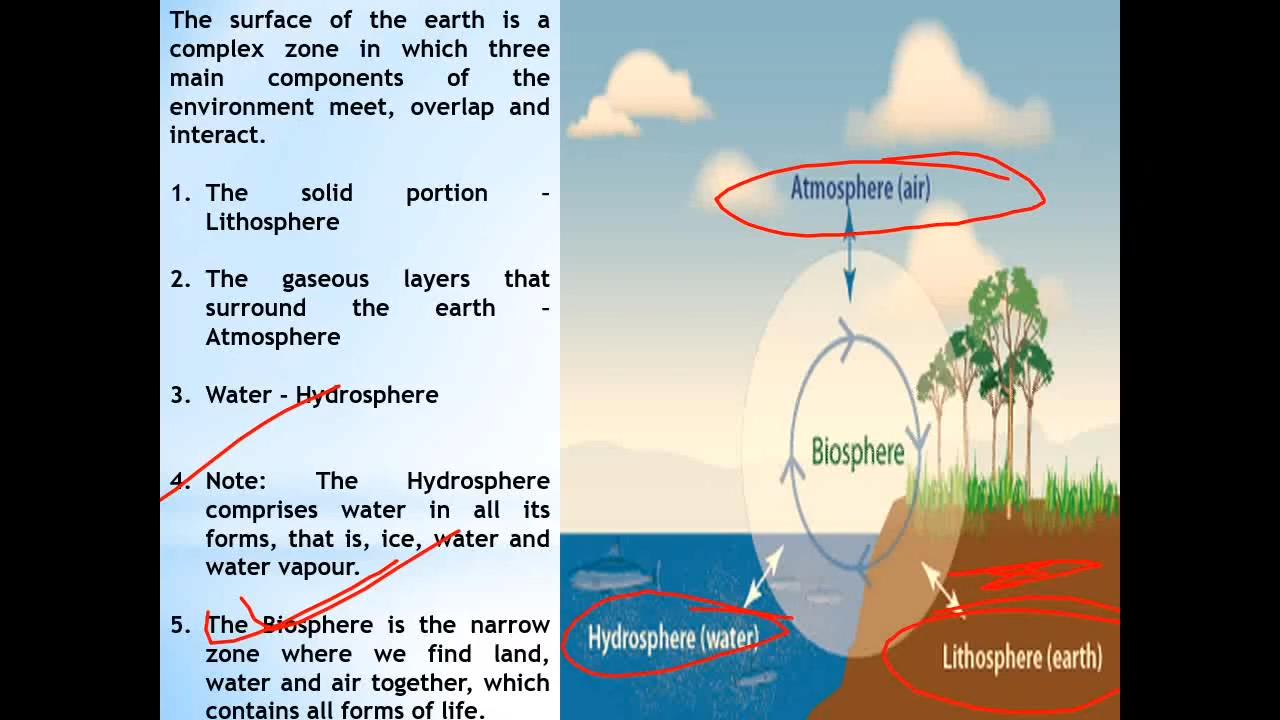 The surface of the earth is a
complex zone in which three
main components of the
environment meet, overlap and
interact.
1. The solid portion –
Lithosphere
2. The gaseous layers that
surround the earth –
Atmosphere
3. Water - Hydrosphere
4. Note: The Hydrosphere
comprises water in all its
forms, that is, ice, water and
water vapour.
5. The Biosphere is the narrow
zone where we find land,
water and air together, which
contains all forms of life.
Atmosphere (air)
Biosphere
Hydrosphere (water)
Lithosphere (earth)